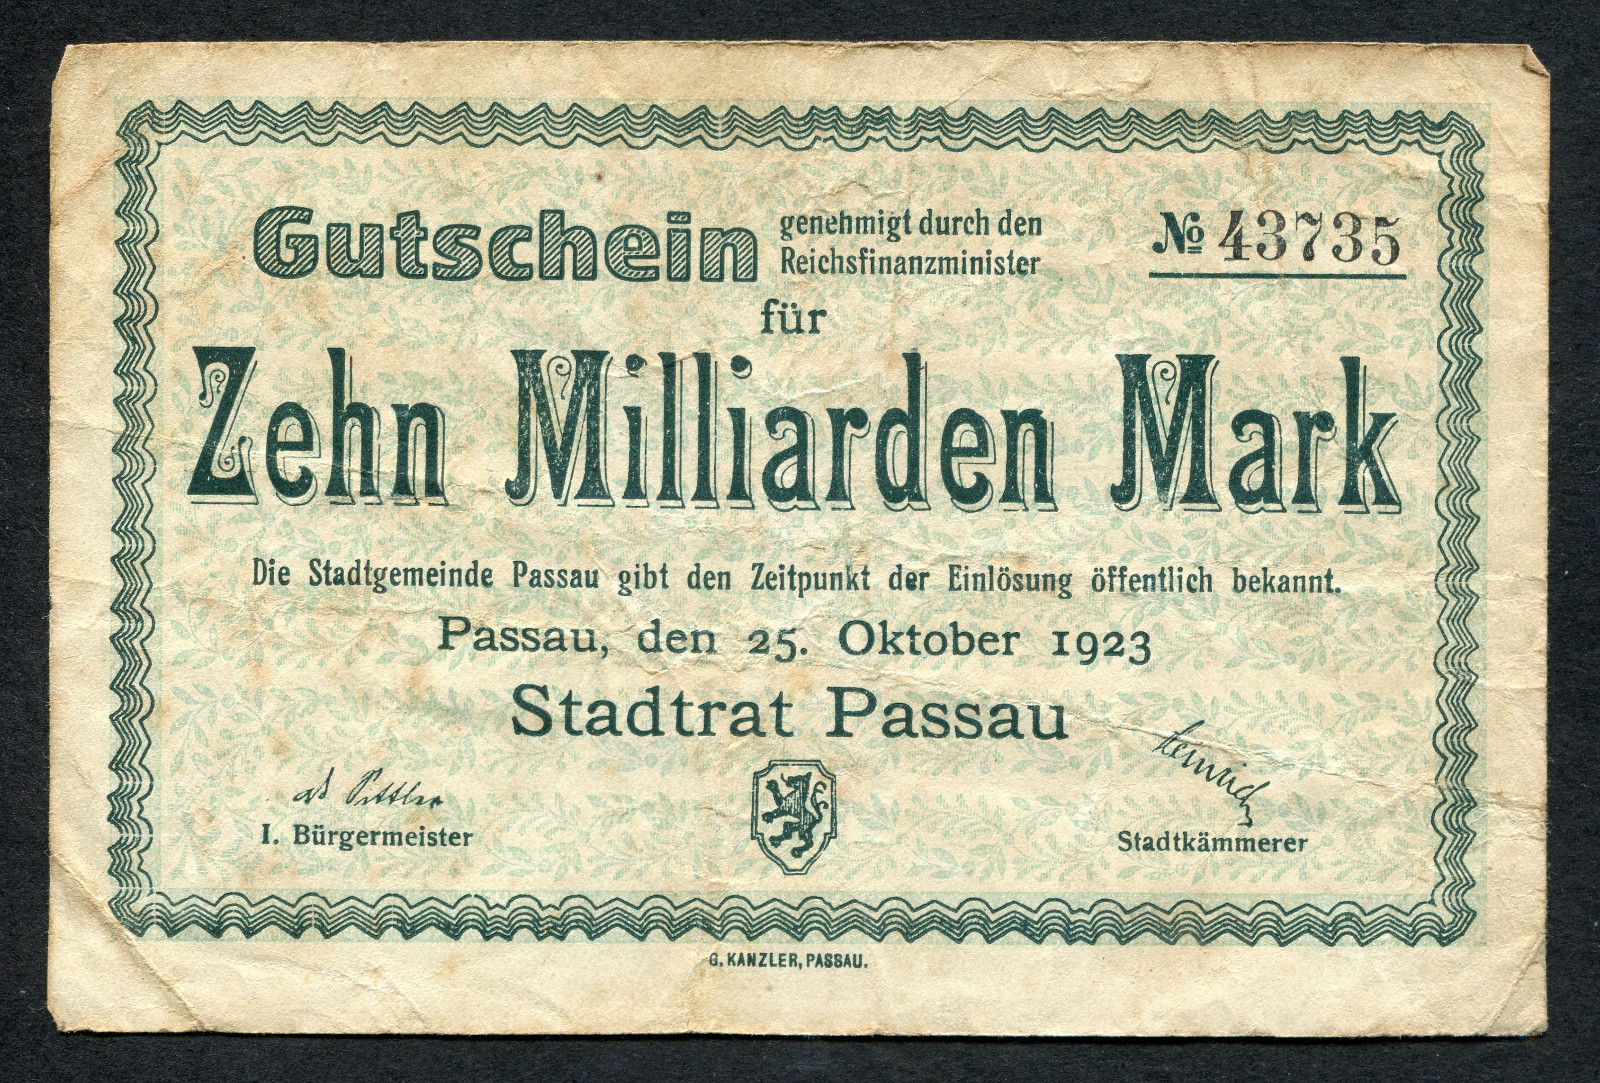 Gutschein genehmigt durch den
Reichsfinanzminister
№ 43735
für
Zehn Milliarden Mark
Die Stadtgemeinde Passau gibt den Zeitpunkt der Einlösung öffentlich bekannt.
Passau, den 25. Oktober 1923
Stadtrat Passau
I. Bürgermeister
Stadtkämmerer
G. KANZLER, PASSAU.